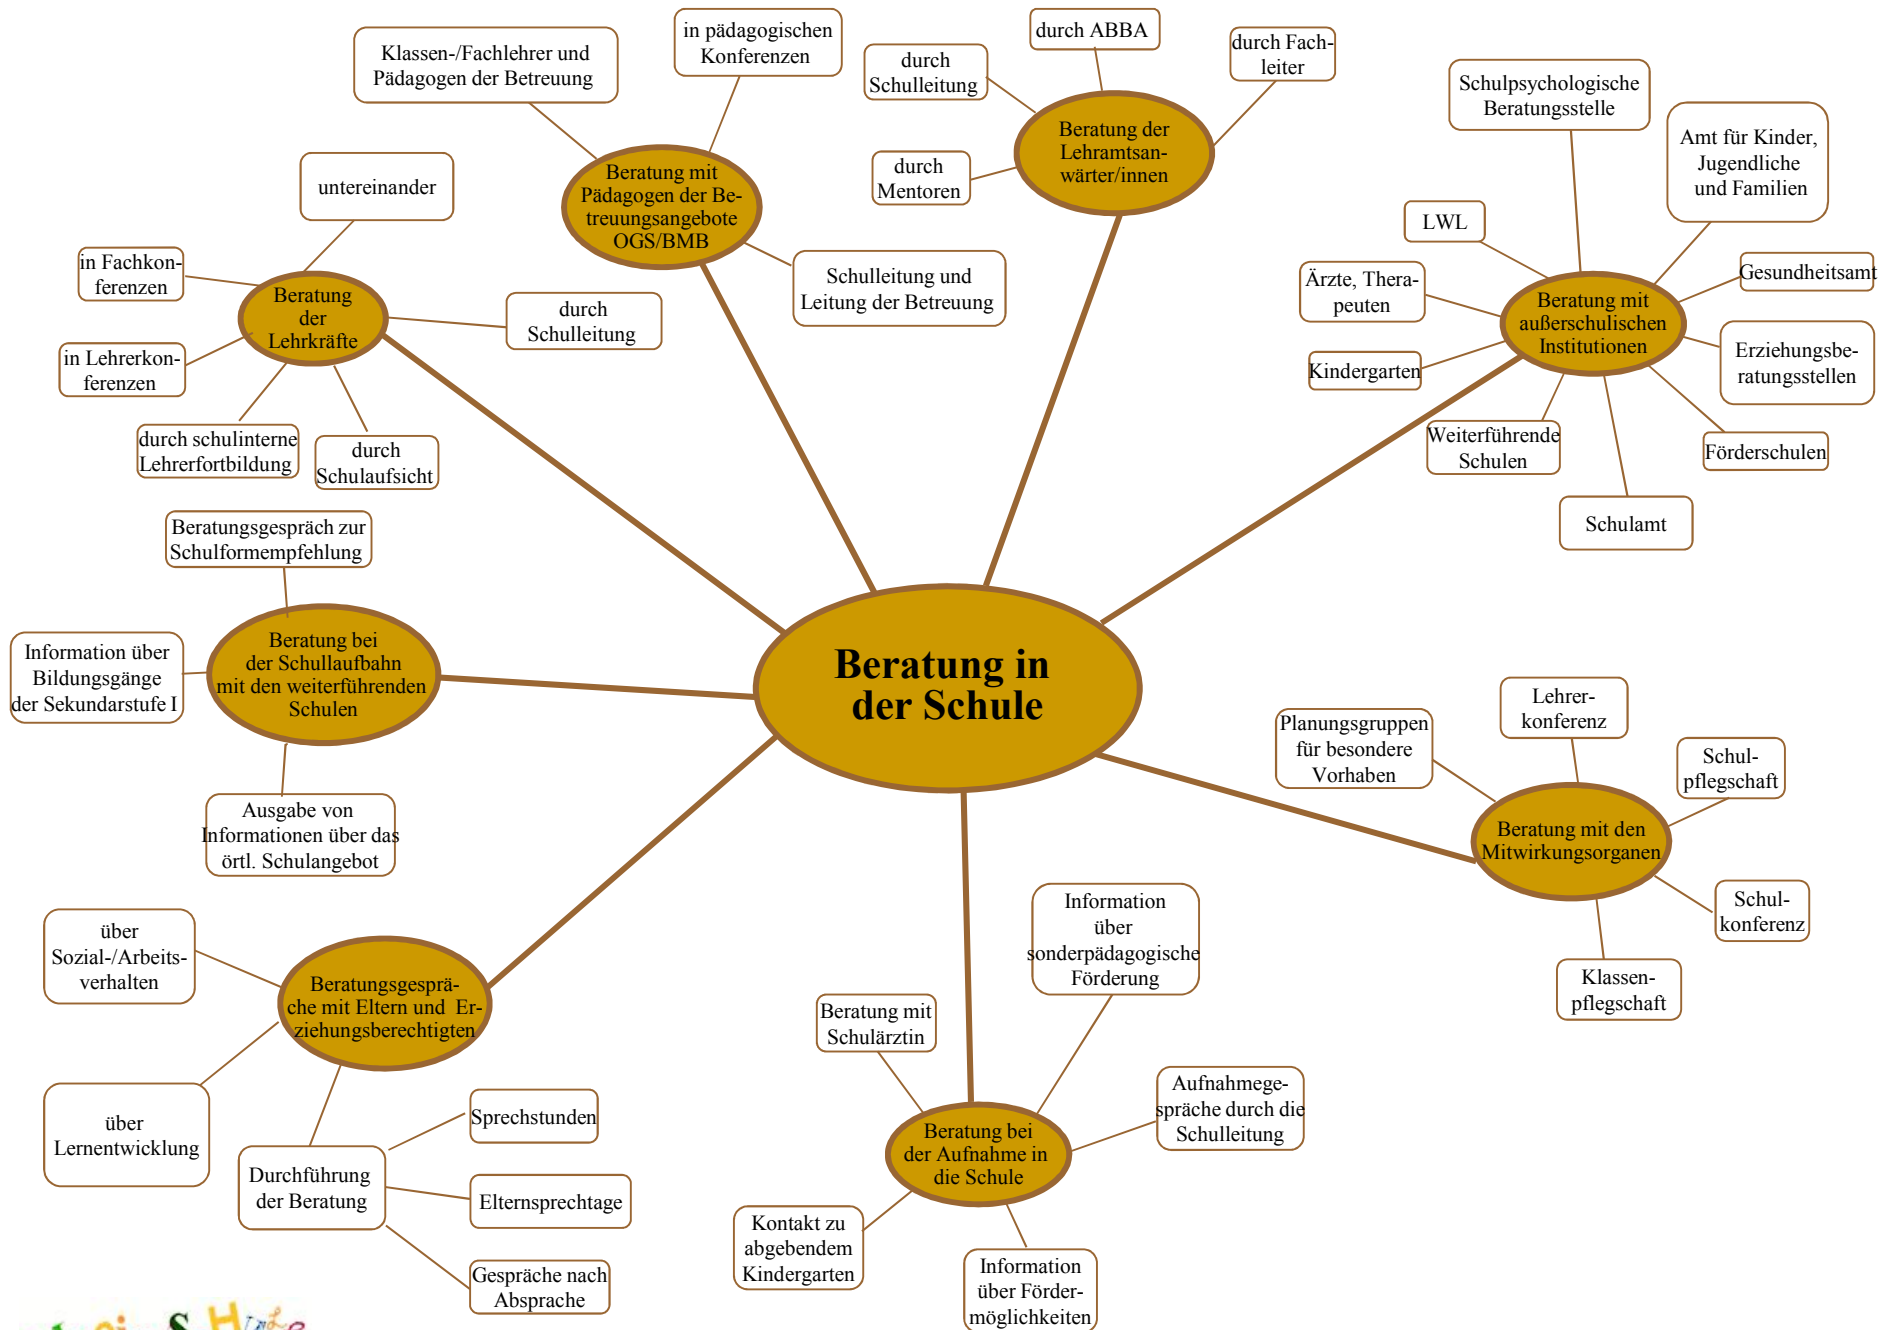 Klassen-/Fachlehrer und
Pädagogen der Betreuung
in pädagogischen
Konferenzen
Beratung mit
Pädagogen der Be-
treuungsangebote
OGS/BMB
Schulleitung und
Leitung der Betreuung
durch
Schulleitung
durch ABBA
durch Fach-
leiter
durch
Mentoren
Beratung der
Lehramtsan-
wärter/innen
Schulpsychologische
Beratungsstelle
Amt für Kinder,
Jugendliche
und Familien
LWL
Gesundheitsamt
Ärzte, Thera-
peuten
Beratung mit
außerschulischen
Institutionen
Erziehungsbe-
ratungsstellen
Kindergarten
Weiterführende
Schulen
Förderschulen
Schulamt
untereinander
in Fachkon-
ferenzen
Beratung
der
Lehrkräfte
durch
Schulleitung
in Lehrerkon-
ferenzen
durch schulinterne
Lehrerfortbildung
durch
Schulaufsicht
Beratungsgespräch zur
Schulformempfehlung
Information über
Bildungsgänge
der Sekundarstufe I
Beratung bei
der Schullaufbahn
mit den weiterführenden
Schulen
Ausgabe von
Informationen über das
örtl. Schulangebot
Beratung in
der Schule
Planungsgruppen
für besondere
Vorhaben
Lehrer-
konferenz
Schul-
pflegschaft
Beratung mit den
Mitwirkungsorganen
Schul-
konferenz
Klassen-
pflegschaft
über
Sozial-/Arbeits-
verhalten
Beratungsgesprä-
che mit Eltern und Er-
ziehungsberechtigten
über
Lernentwicklung
Durchführung
der Beratung
Sprechstunden
Elternsprechtage
Gespräche nach
Absprache
Information
über
sonderpädagogische
Förderung
Beratung mit
Schulärztin
Aufnahmege-
spräche durch die
Schulleitung
Beratung bei
der Aufnahme in
die Schule
Kontakt zu
abgebendem
Kindergarten
Information
über Förder-
möglichkeiten